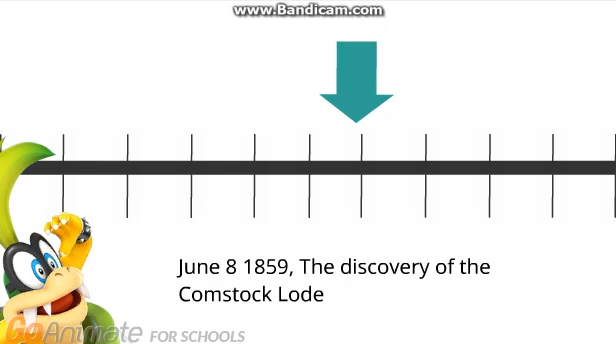 www.Bandicam.com
June 8 1859, The discovery of the
Comstock Lode
GoAnimate FOR SCHOOLS